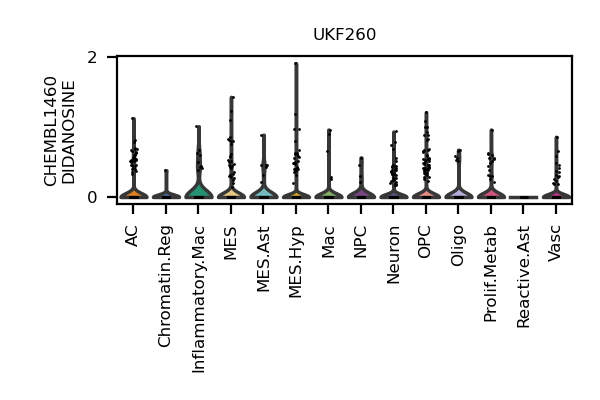 UKF260
CHEMBL1460
DIDANOSINE
2
0
AC
Chromatin.Reg
Inflammatory.Mac
MES
MES.Ast
MES.Hyp
Mac
NPC
Neuron
OPC
Oligo
Prolif.Metab
Reactive.Ast
Vasc